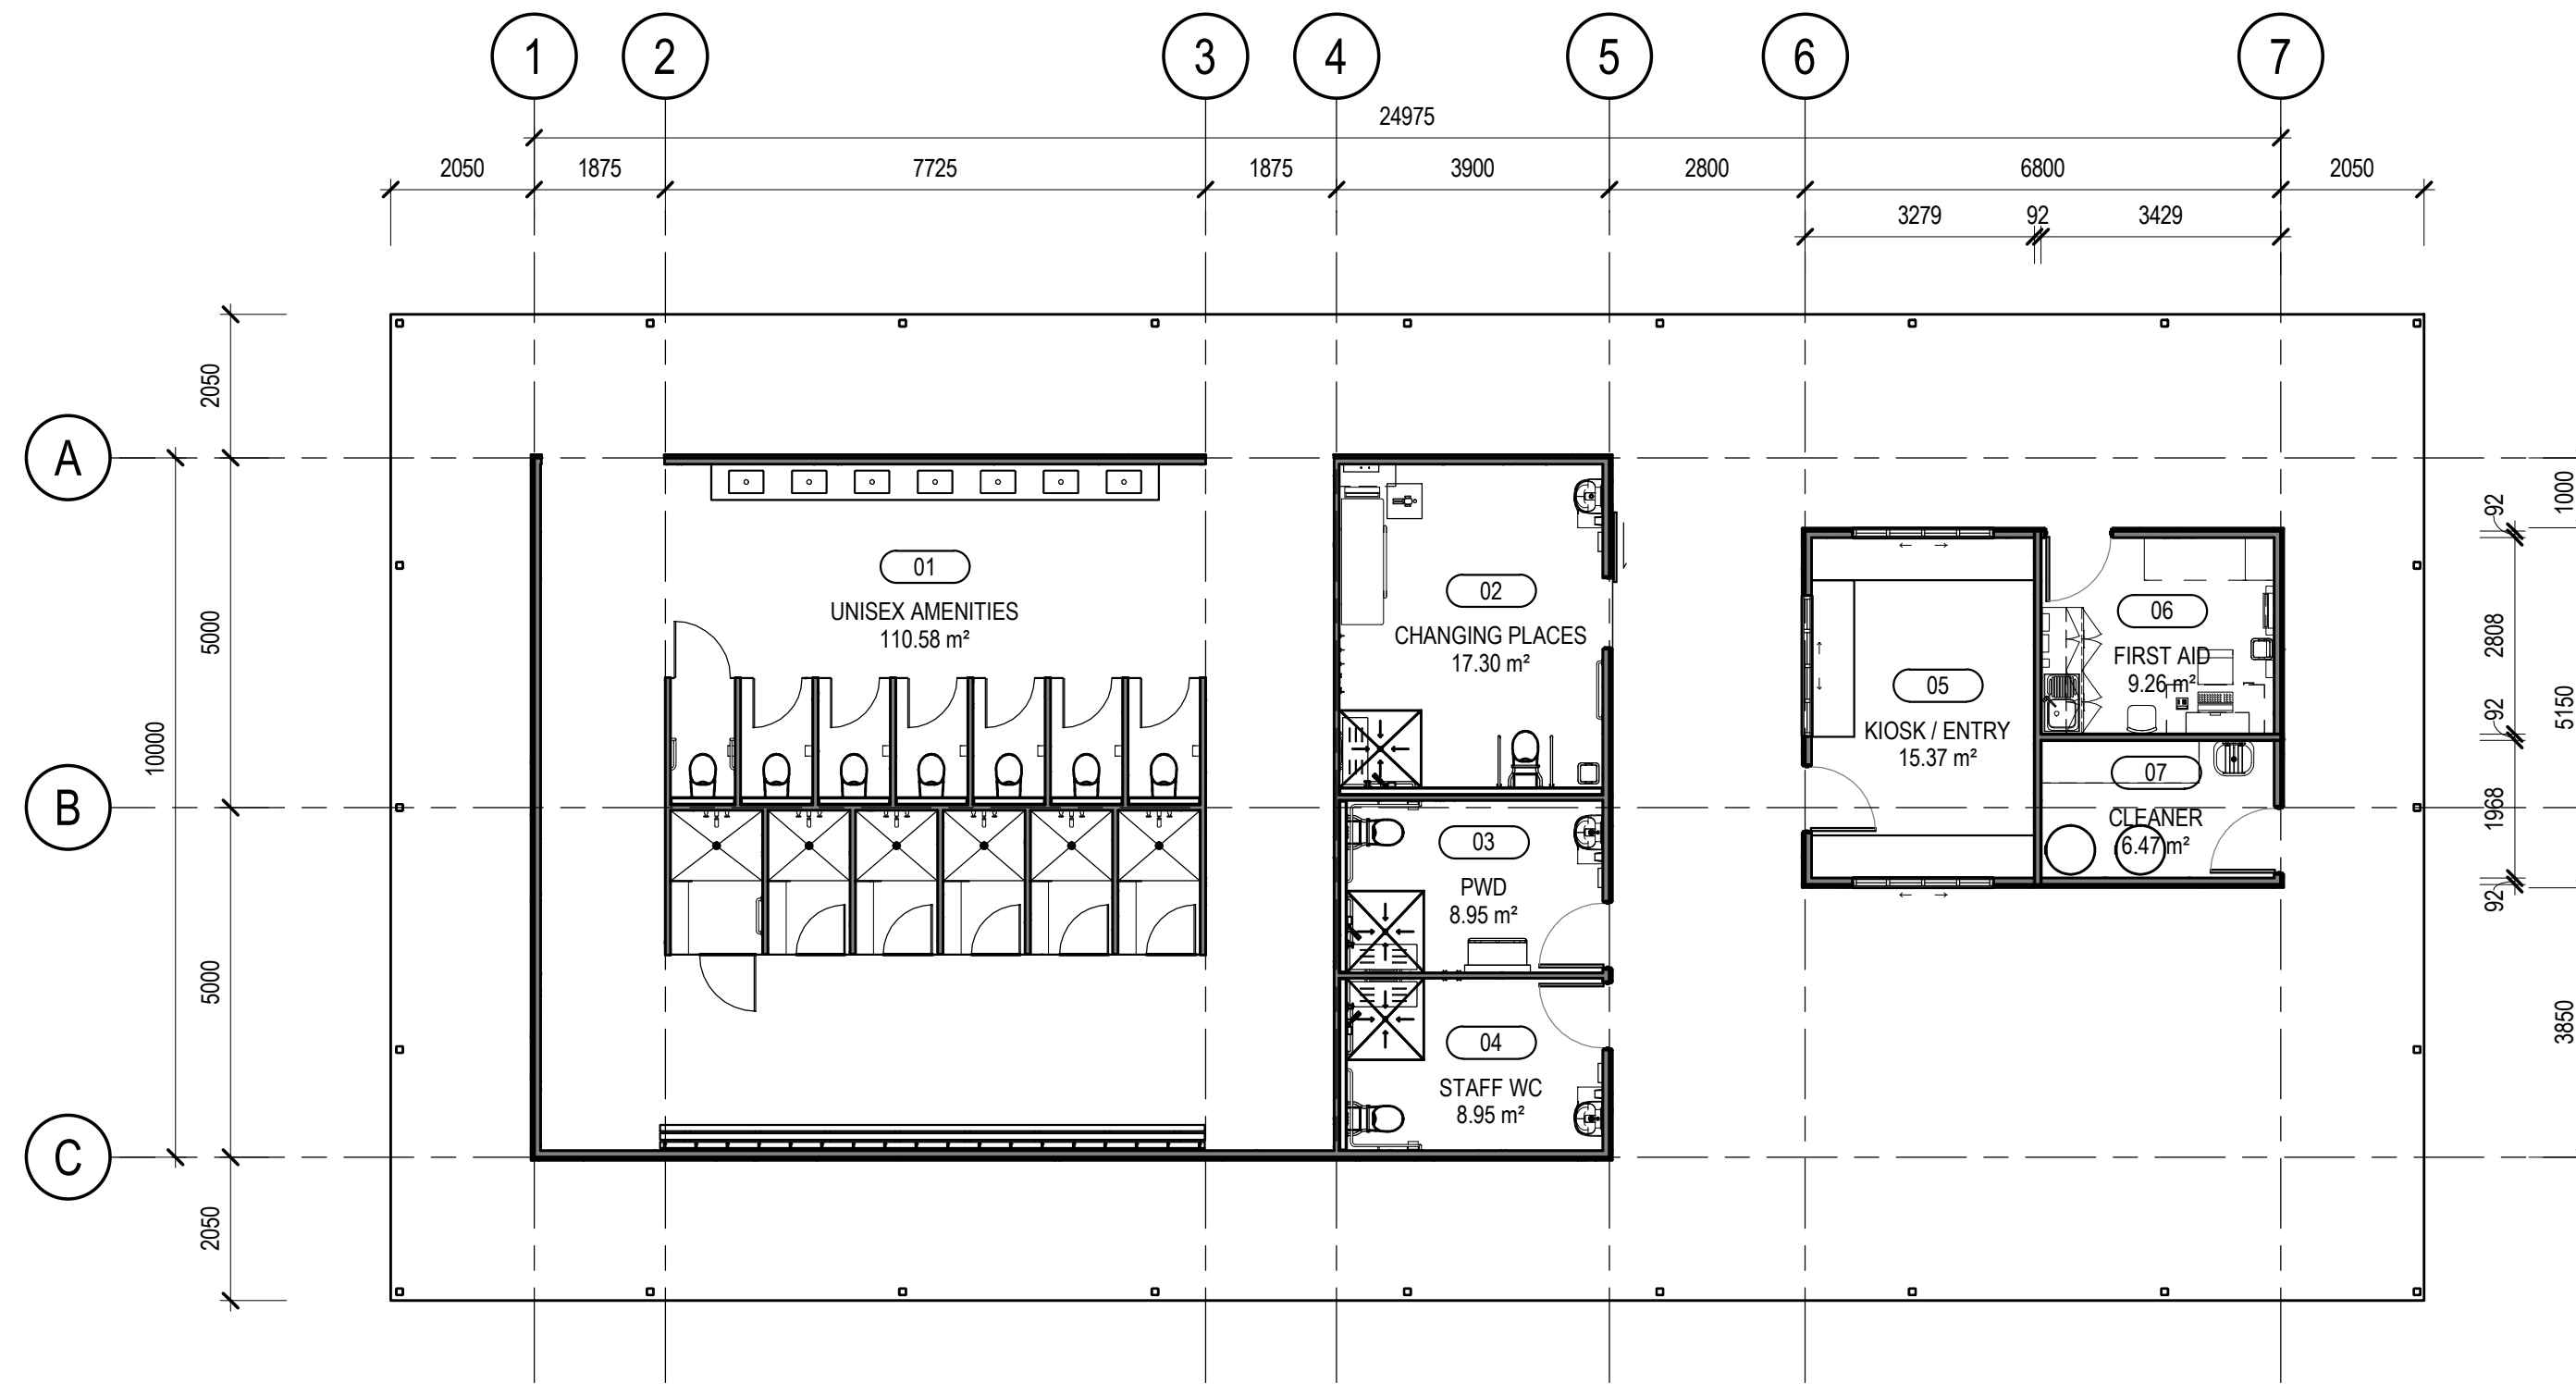 1 2 3 4 5 6 7
24975
2050 1875 7725 1875 3900 2800 6800 2050
3279 92 3429
A
B
C
2050
5000
5000
2050
10000
01
UNISEX AMENITIES
110.58 m²
02
CHANGING PLACES
17.30 m²
03
PWD
8.95 m²
04
STAFF WC
8.95 m²
05
KIOSK / ENTRY
15.37 m²
06
FIRST AID
9.26 m²
07
CLEANER
6.47 m²
92
2808
92
1968
92
1000
5150
3850